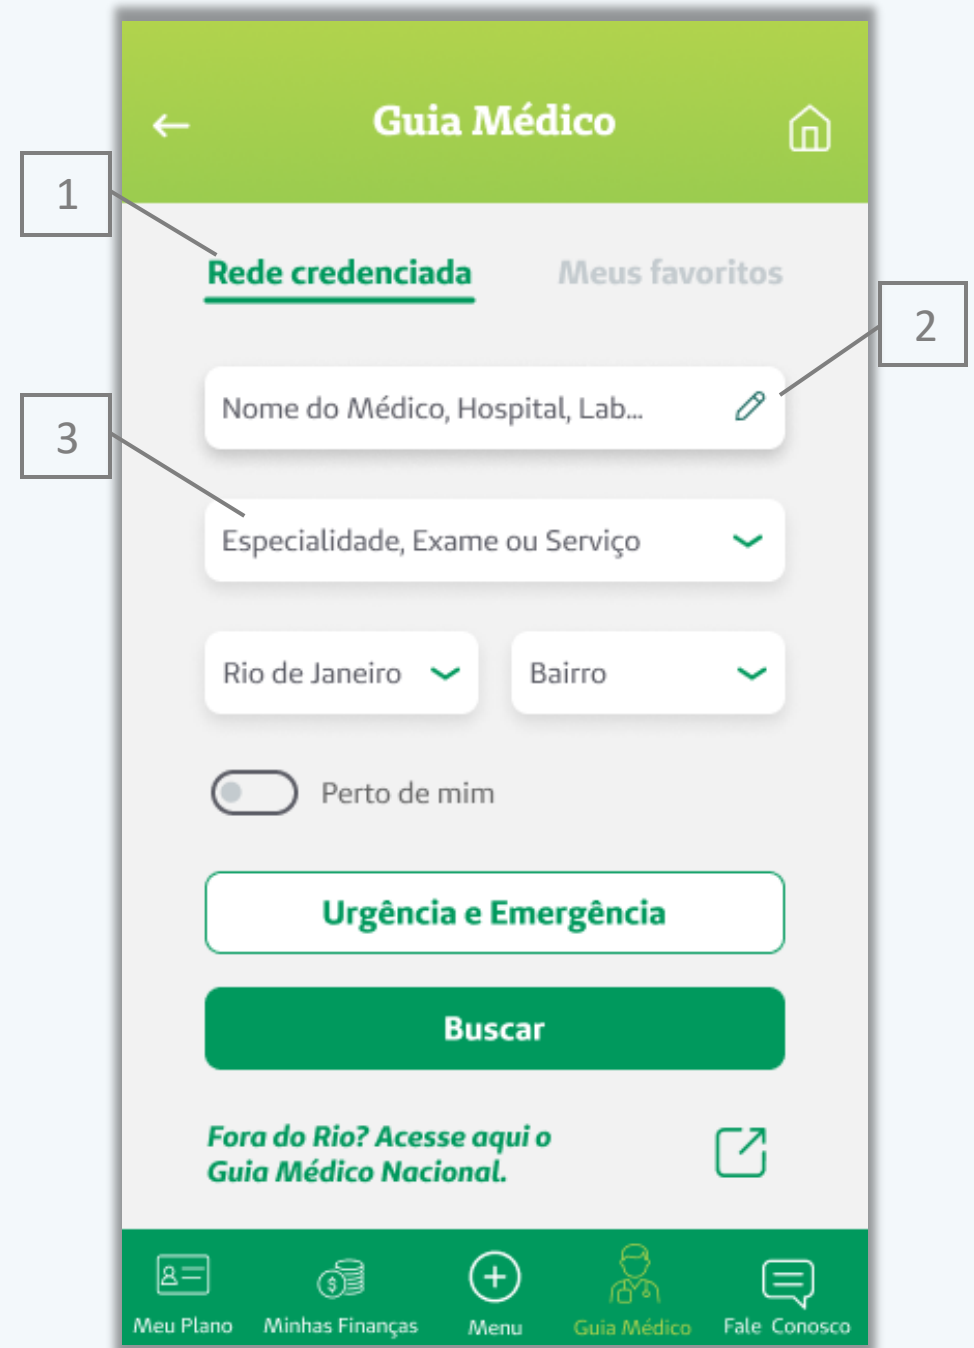 Guia Médico
1
Rede credenciada
Meus favoritos
2
Nome do Médico, Hospital, Lab...
3
Especialidade, Exame ou Serviço
Rio de Janeiro
Bairro
Perto de mim
Urgência e Emergência
Buscar
Fora do Rio? Acesse aqui o
Guia Médico Nacional.
Meu Plano
Minhas Finanças
Menu
Guia Médico
Fale Conosco